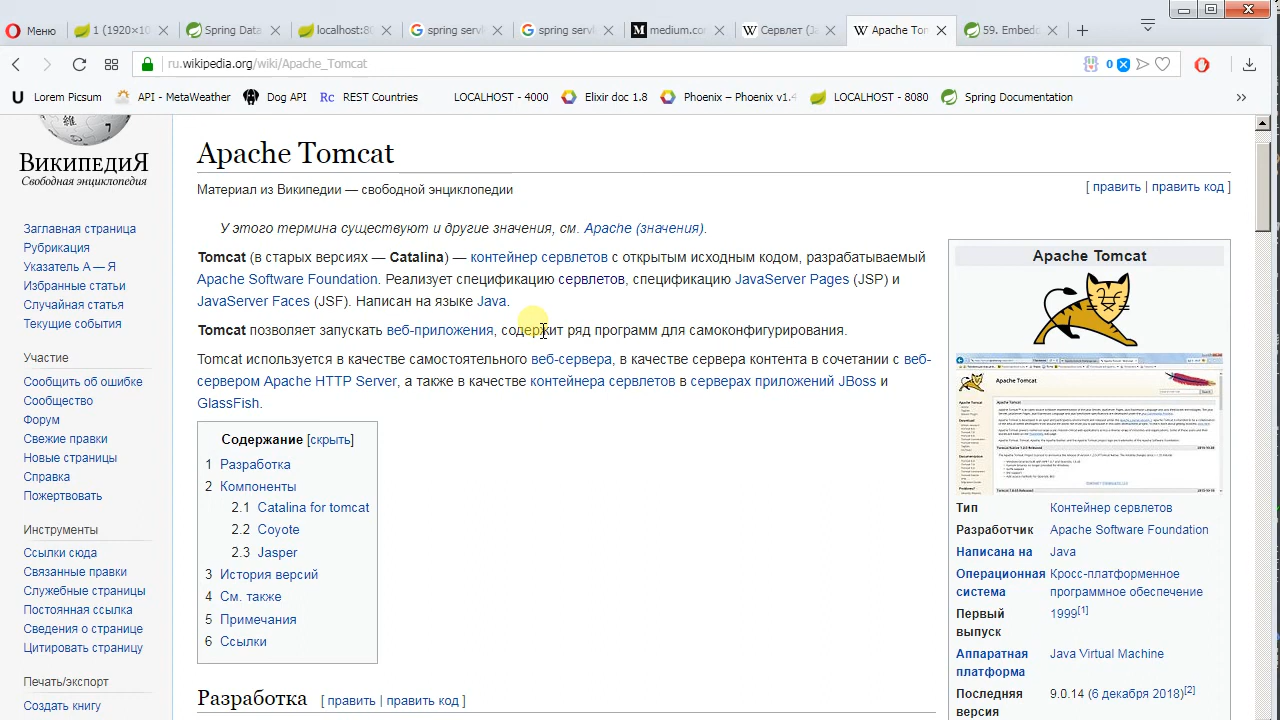 Меню
1 (1920×10
Spring Data
localhost:8
spring serv
spring serv
medium.com
Сервлет (J
Apache Tom
59. Embedd
ru.wikipedia.org/wiki/Apache_Tomcat
0
Lorem Picsum
API - MetaWeather
Dog API
Rc REST Countries
LOCALHOST - 4000
Elixir doc 1.8
Phoenix – Phoenix v1.4
LOCALHOST - 8080
Spring Documentation
»
ВИКИПЕДИЯ
Свободная энциклопедия
Заглавная страница
Рубрикация
Указатель А — Я
Избранные статьи
Случайная статья
Текущие события
Участие
Сообщить об ошибке
Сообщество
Форум
Свежие правки
Новые страницы
Справка
Пожертвовать
Инструменты
Ссылки сюда
Связанные правки
Служебные страницы
Постоянная ссылка
Сведения о странице
Цитировать страницу
Печать/экспорт
Создать книгу
Apache Tomcat
Материал из Википедии — свободной энциклопедии
[ править | править код ]
У этого термина существуют и другие значения, см. Apache (значения).
Tomcat (в старых версиях — Catalina) — контейнер сервлетов с открытым исходным кодом, разрабатываемый
Apache Software Foundation. Реализует спецификацию сервлетов, спецификацию JavaServer Pages (JSP) и
JavaServer Faces (JSF). Написан на языке Java.
Tomcat позволяет запускать веб-приложения, содержит ряд программ для самоконфигурирования.
Tomcat используется в качестве самостоятельного веб-сервера, в качестве сервера контента в сочетании с веб-
сервером Apache HTTP Server, а также в качестве контейнера сервлетов в серверах приложений JBoss и
GlassFish.
Содержание [скрыть]
1 Разработка
2 Компоненты
2.1 Catalina for tomcat
2.2 Coyote
2.3 Jasper
3 История версий
4 См. также
5 Примечания
6 Ссылки
Разработка [ править | править код ]
Apache Tomcat
Apache Tomcat
Тип Контейнер сервлетов
Разработчик Apache Software Foundation
Написана на Java
Операционная Кросс-платформенное
система программное обеспечение
Первый 1999[1]
выпуск
Аппаратная Java Virtual Machine
платформа
Последняя 9.0.14 (6 декабря 2018)[2]
версия